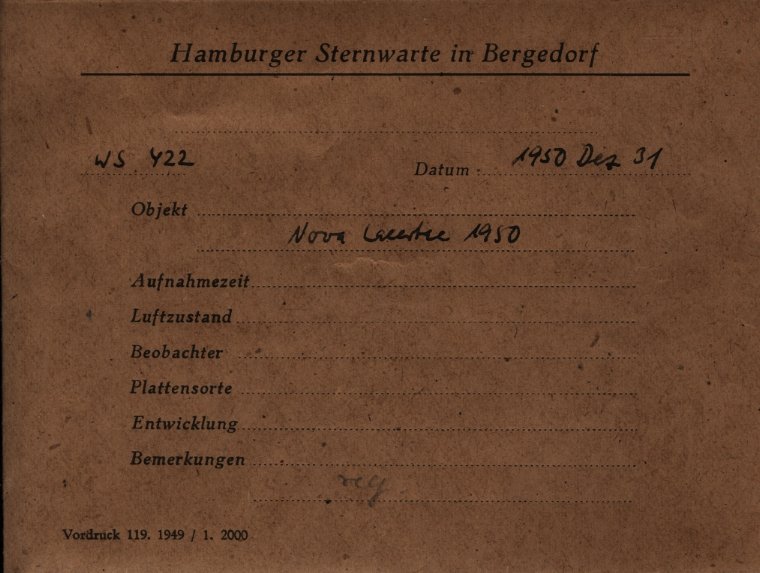 Hamburger Sternwarte in Bergedorf
WS 422 Datum 1950 Dez 31
Objekt
Nova Lacertae 1950
Aufnahmezeit
Luftzustand
Beobachter
Plattensorte
Entwicklung
Bemerkungen
reg
Vordruck 119. 1949 / 1. 2000